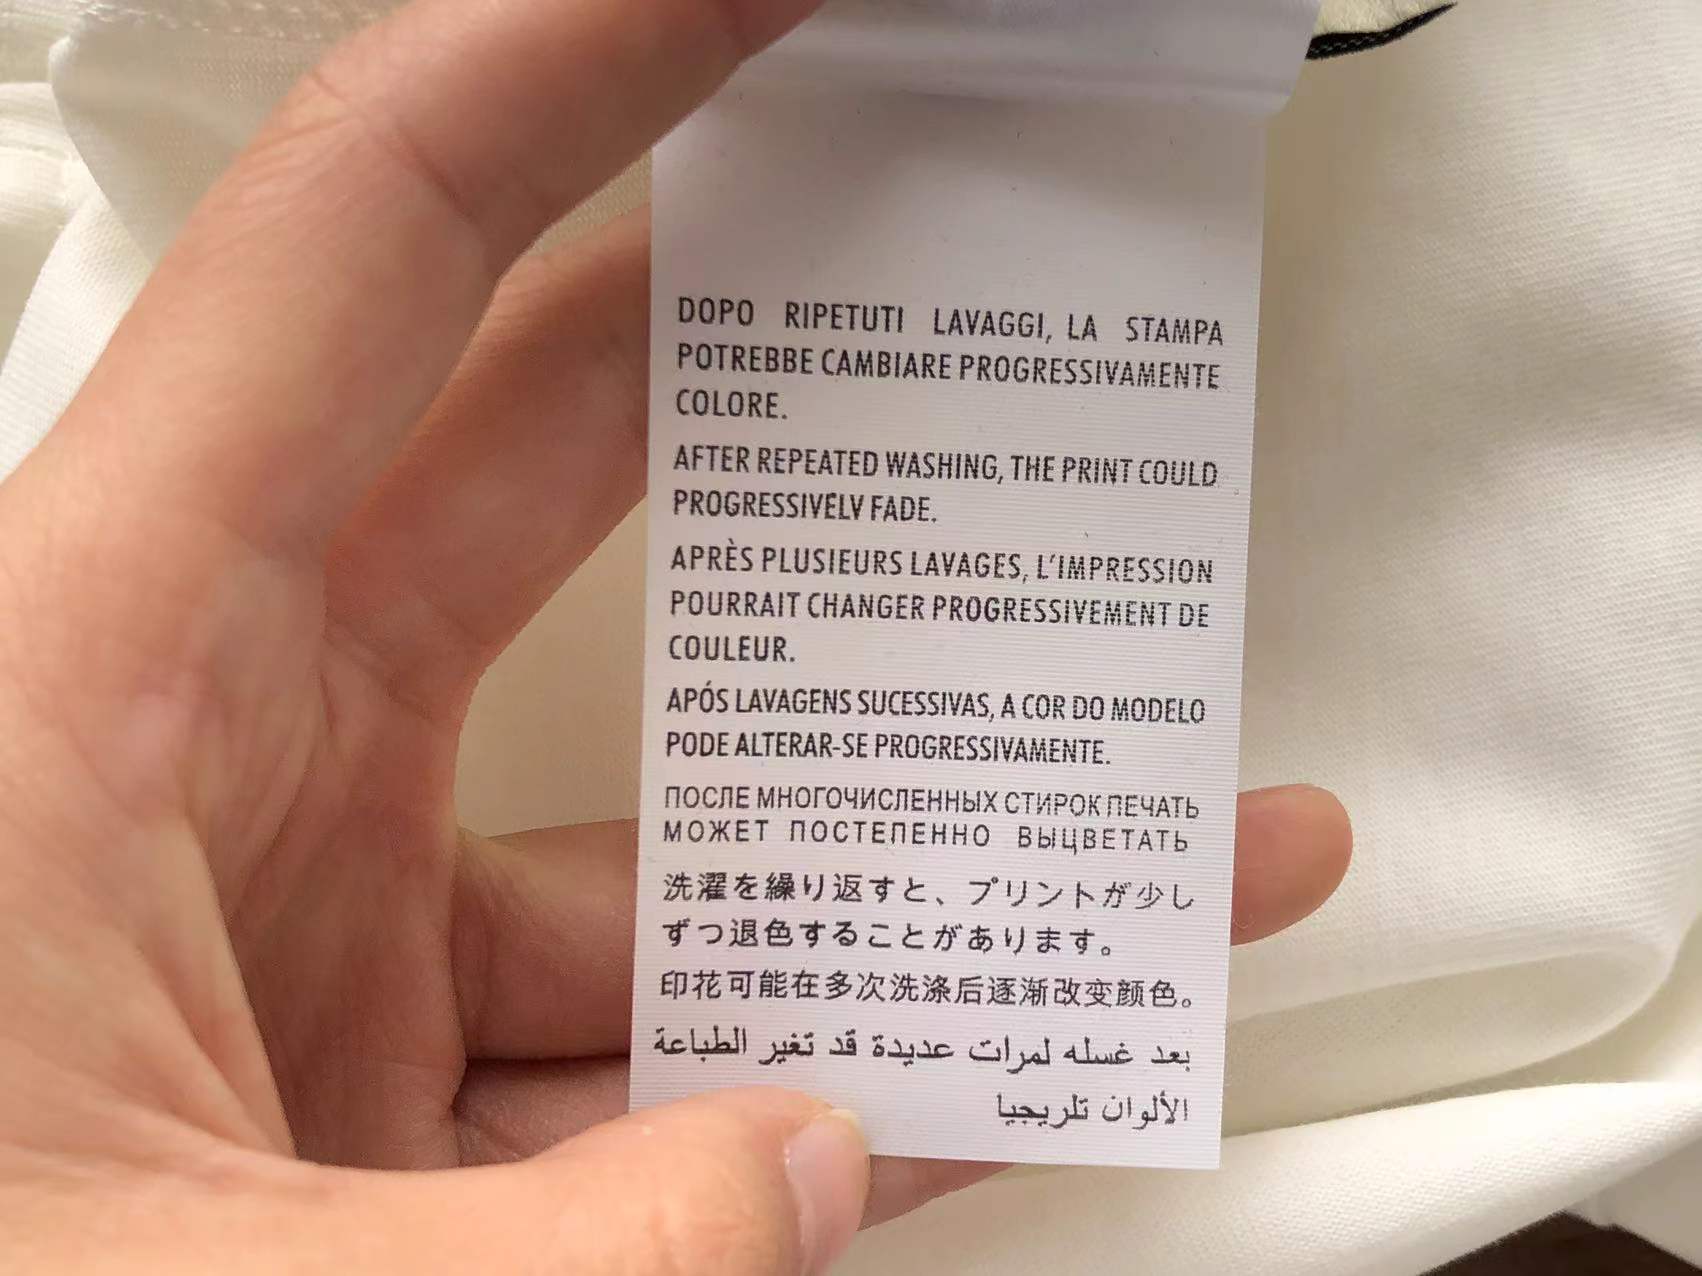 DOPO RIPETUTI LAVAGGI, LA STAMPA
POTREBBE CAMBIARE PROGRESSIVAMENTE
COLORE.
AFTER REPEATED WASHING, THE PRINT COULD
PROGRESSIVELV FADE.
APRÈS PLUSIEURS LAVAGES, L'IMPRESSION
POURRAIT CHANGER PROGRESSIVEMENT DE
COULEUR.
APÓS LAVAGENS SUCESSIVAS, A COR DO MODELO
PODE ALTERAR-SE PROGRESSIVAMENTE.
ПОСЛЕ МНОГОЧИСЛЕННЫХ СТИРОК ПЕЧАТЬ
МОЖЕТ ПОСТЕПЕННО ВЫЦВЕТАТЬ
洗濯を繰り返すと、プリントが少し
ずつ退色することがあります。
印花可能在多次洗涤后逐渐改变颜色。
بعد غسله لمرات عديدة قد تغير الطباعة
الألوان تلريجيا